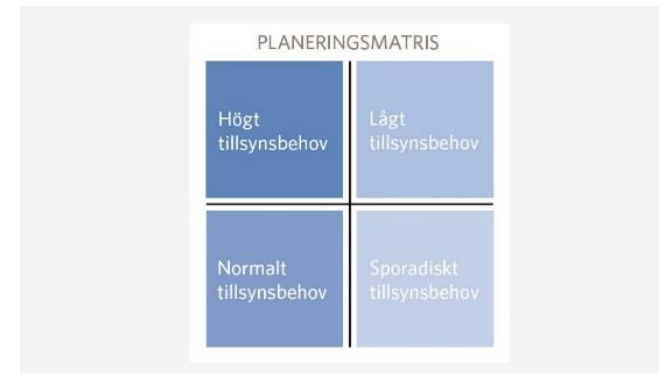 PLANERINGSMATRIS
Högt
tillsynsbehov
Lågt
tillsynsbehov
Normalt
tillsynsbehov
Sporadiskt
tillsynsbehov